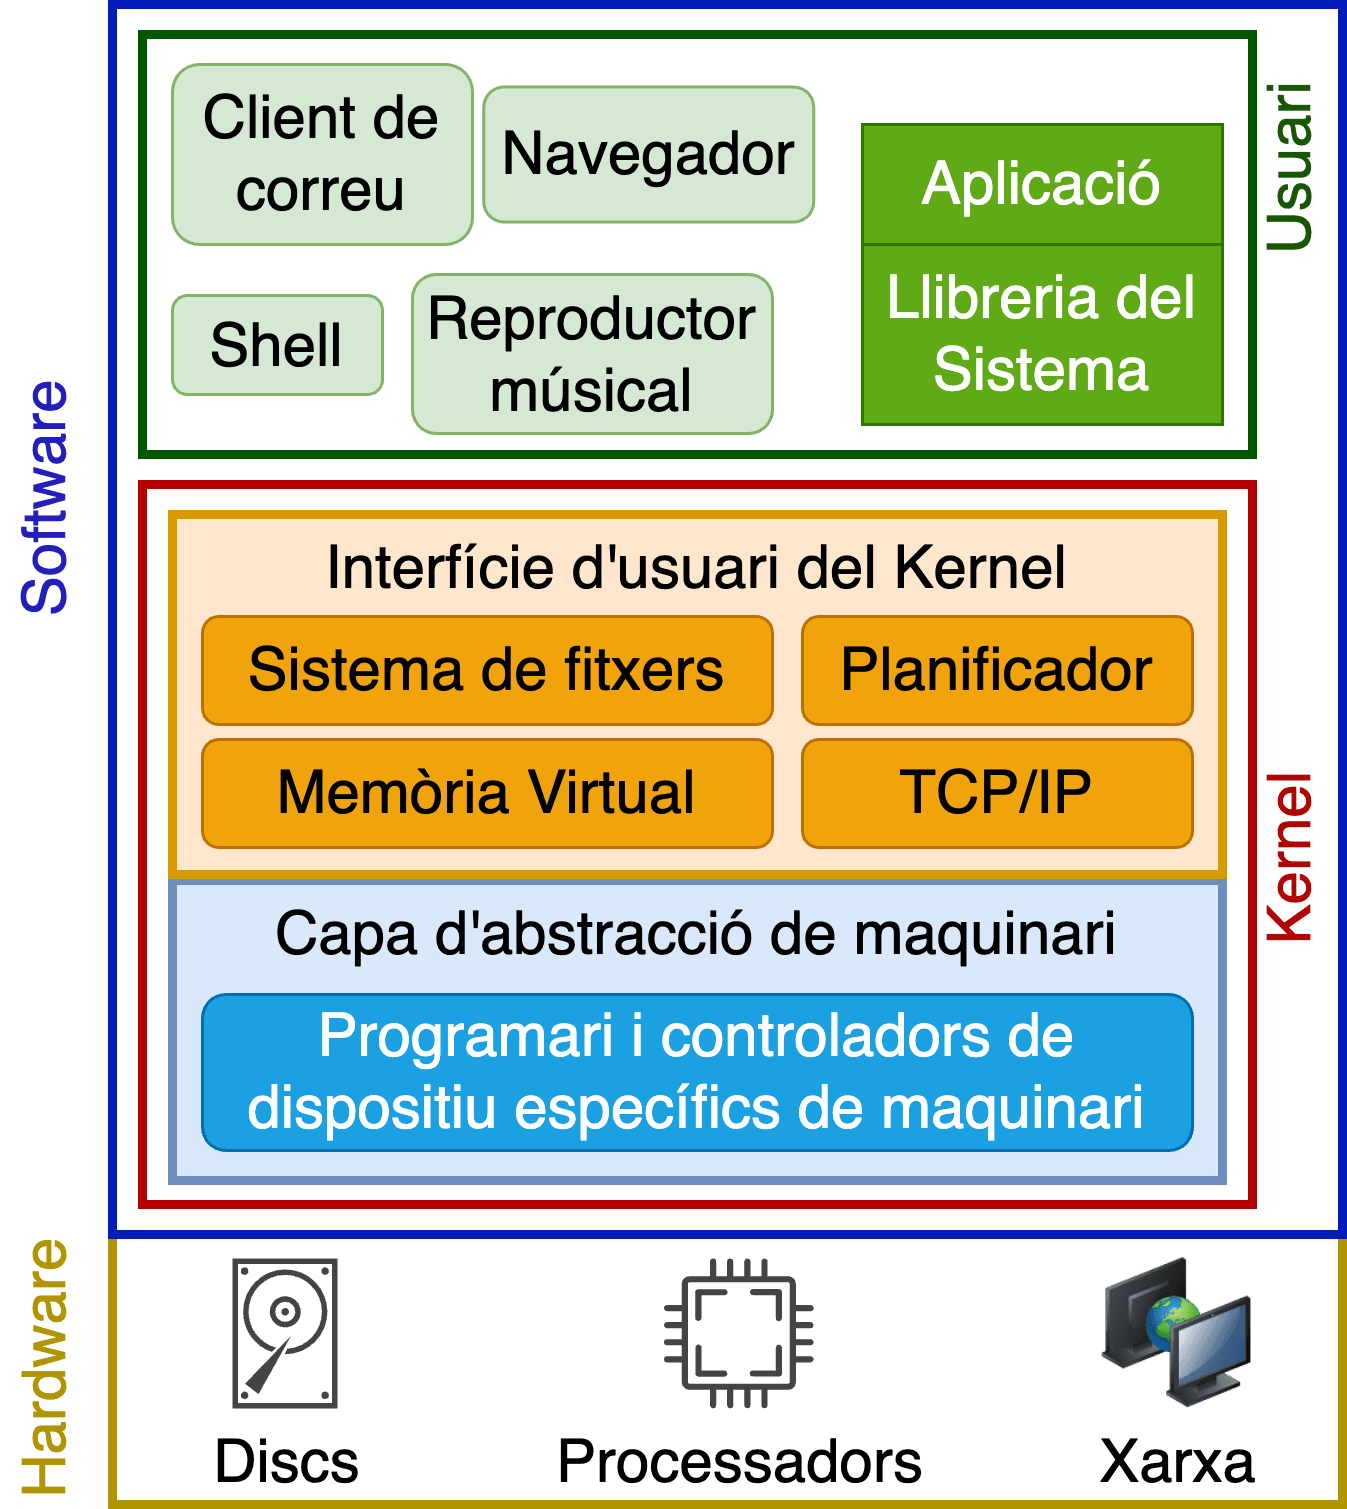 Client de
correu
Navegador
Shell
Reproductor
músical
Aplicació
Llibreria del
Sistema
Usuari
Software
Interfície d'usuari del Kernel
Sistema de fitxers
Planificador
Memòria Virtual
TCP/IP
Capa d'abstracció de maquinari
Programari i controladors de
dispositiu específics de maquinari
Kernel
Hardware
Discs
Processadors
Xarxa